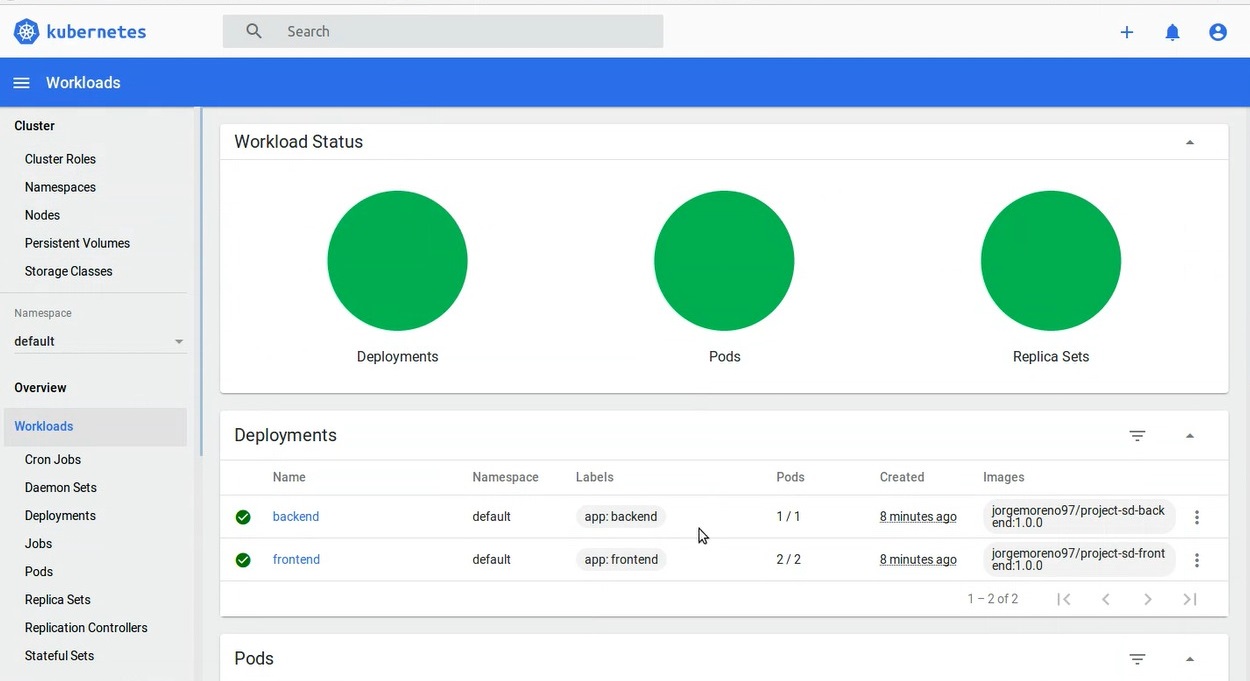 kubernetes
Search
Workloads
Cluster
Cluster Roles
Namespaces
Nodes
Persistent Volumes
Storage Classes
Namespace
default
Overview
Workloads
Cron Jobs
Daemon Sets
Deployments
Jobs
Pods
Replica Sets
Replication Controllers
Stateful Sets
Workload Status
Deployments
Pods
Replica Sets
Deployments
Name Namespace Labels Pods Created Images
backend default app: backend 1 / 1 8 minutes ago jorgemoreno97/project-sd-back
end:1.0.0
frontend default app: frontend 2 / 2 8 minutes ago jorgemoreno97/project-sd-front
end:1.0.0
1 – 2 of 2
Pods